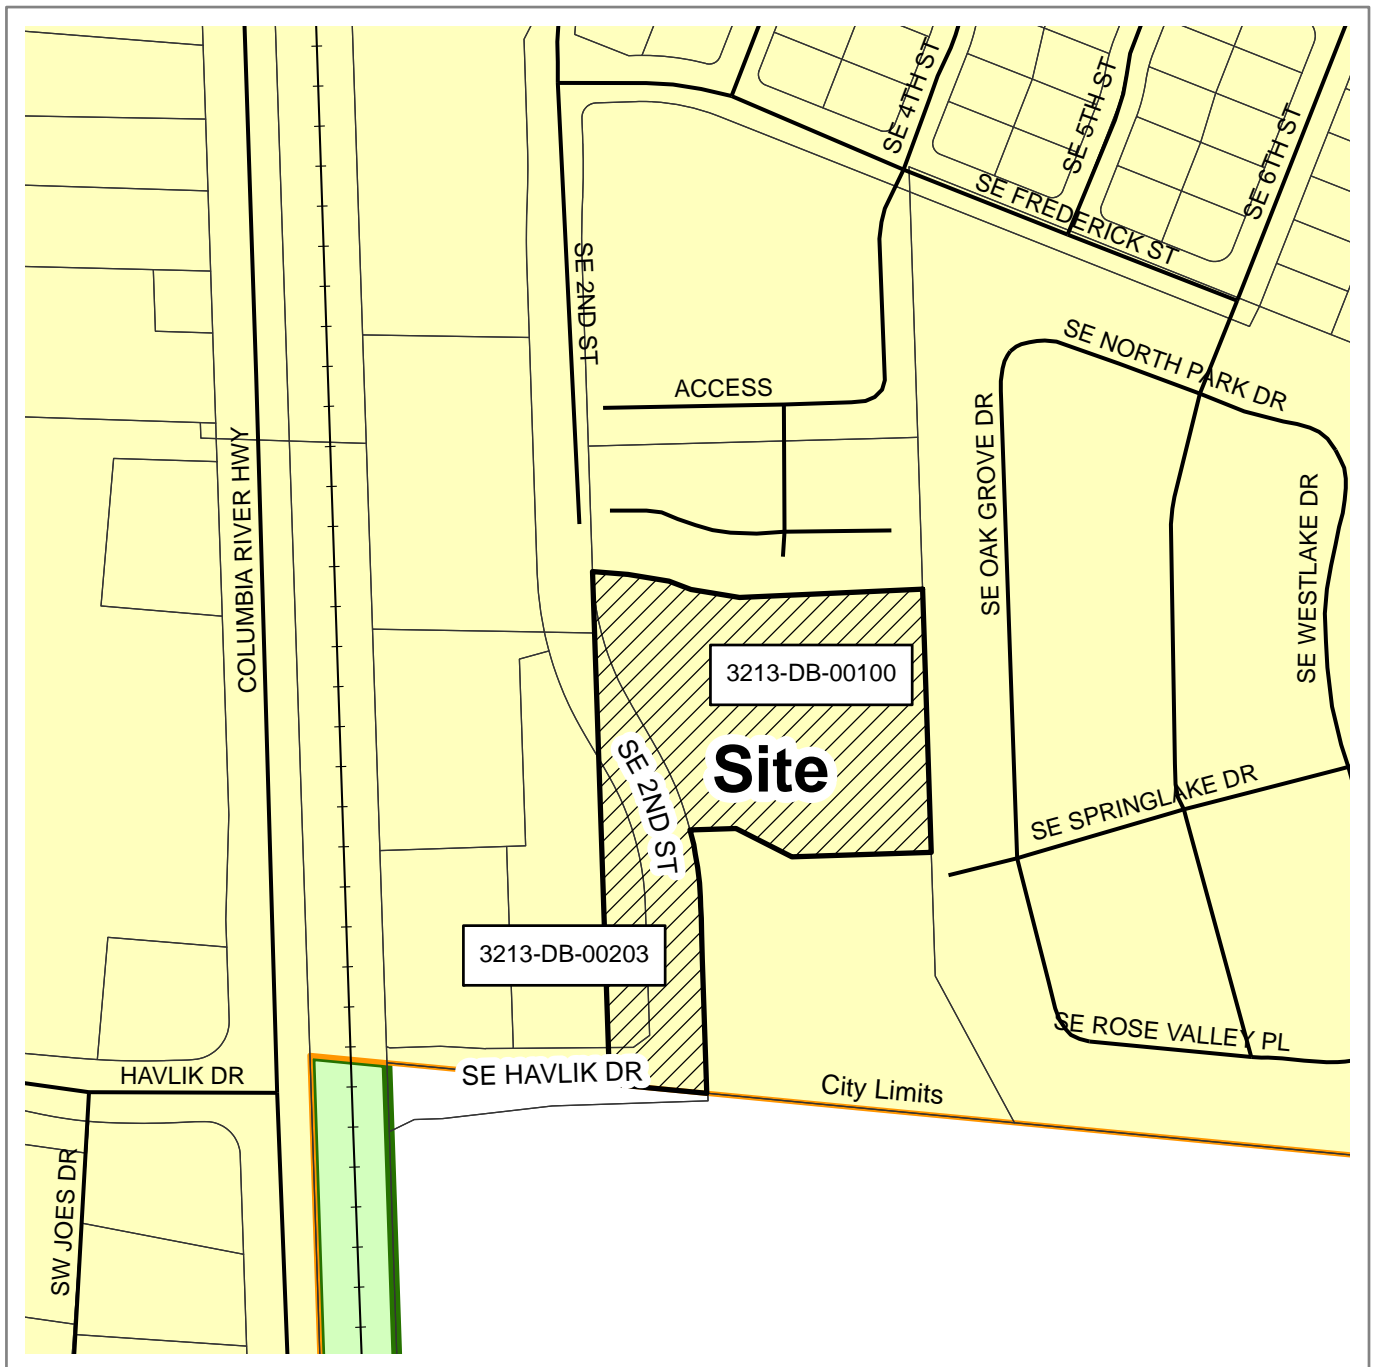 SE 4TH ST
SE 5TH ST
SE 6TH ST
SE FREDERICK ST
SE 2ND ST
SE NORTH PARK DR
ACCESS
SE OAK GROVE DR
COLUMBIA RIVER HWY
SE WESTLAKE DR
3213-DB-00100
Site
SE 2ND ST
SE SPRINGLAKE DR
3213-DB-00203
SE ROSE VALLEY PL
HAVLIK DR
SE HAVLIK DR
City Limits
SW JOES DR